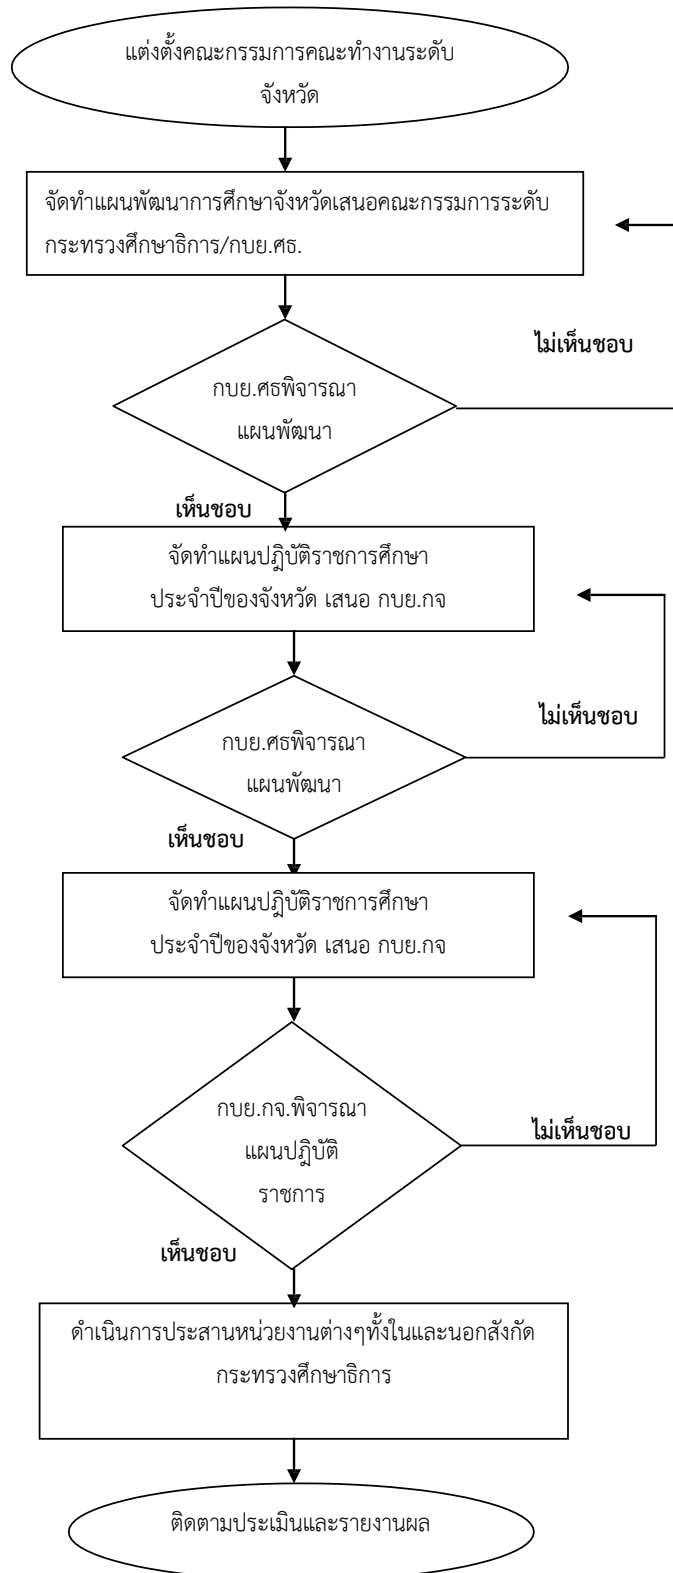 แต่งตั้งคณะกรรมการคณะทำงานระดับ
จังหวัด
จัดทำแผนพัฒนาการศึกษาจังหวัดเสนอคณะกรรมการระดับ
กระทรวงศึกษาธิการ/กบย.ศธ.
ไม่เห็นชอบ
กบย.ศธพิจารณา
แผนพัฒนา
เห็นชอบ
จัดทำแผนปฎิบัติราชการศึกษา
ประจำปีของจังหวัด เสนอ กบย.กจ
ไม่เห็นชอบ
กบย.ศธพิจารณา
แผนพัฒนา
เห็นชอบ
จัดทำแผนปฎิบัติราชการศึกษา
ประจำปีของจังหวัด เสนอ กบย.กจ
กบย.กจ.พิจารณา
ไม่เห็นชอบ
แผนปฎิบัติ
ราชการ
เห็นชอบ
ดำเนินการประสานหน่วยงานต่างๆทั้งในและนอกสังกัด
กระทรวงศึกษาธิการ
ติดตามประเมินและรายงานผล